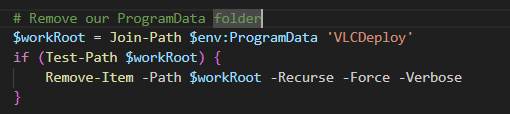 # Remove our ProgramData folder
$workRoot = Join-Path $env:ProgramData 'VLCDeploy'
if (Test-Path $workRoot) {
    Remove-Item -Path $workRoot -Recurse -Force -Verbose
}